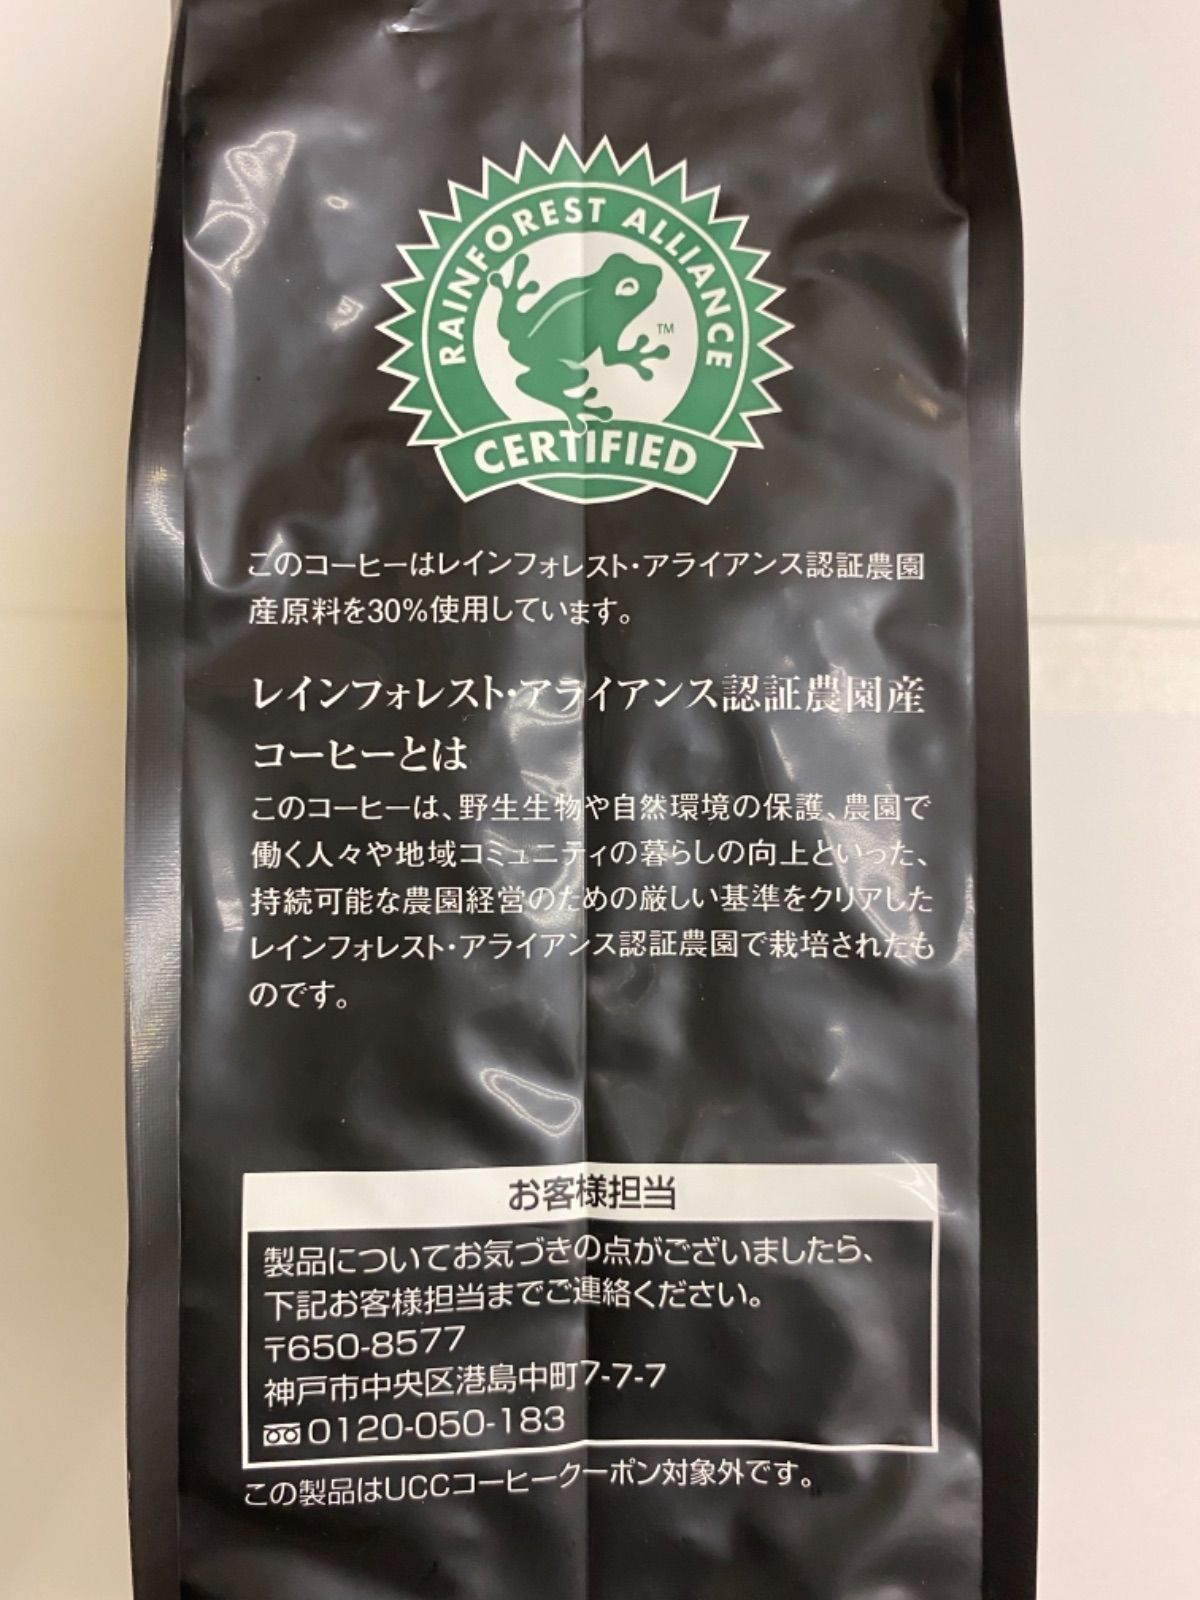 RAINFOREST ALLIANCE
TM
CERTIFIED
このコーヒーはレインフォレスト・アライアンス認証農園
産原料を30%使用しています。
レインフォレスト・アライアンス認証農園産
コーヒーとは
このコーヒーは、野生生物や自然環境の保護、農園で
働く人々や地域コミュニティの暮らしの向上といった、
持続可能な農園経営のための厳しい基準をクリアした
レインフォレスト・アライアンス認証農園で栽培されたも
のです。
お客様担当
製品についてお気づきの点がございましたら、
下記お客様担当までご連絡ください。
〒650-8577
神戸市中央区港島中町7-7-7
0120-050-183
この製品はUCCコーヒークーポン対象外です。